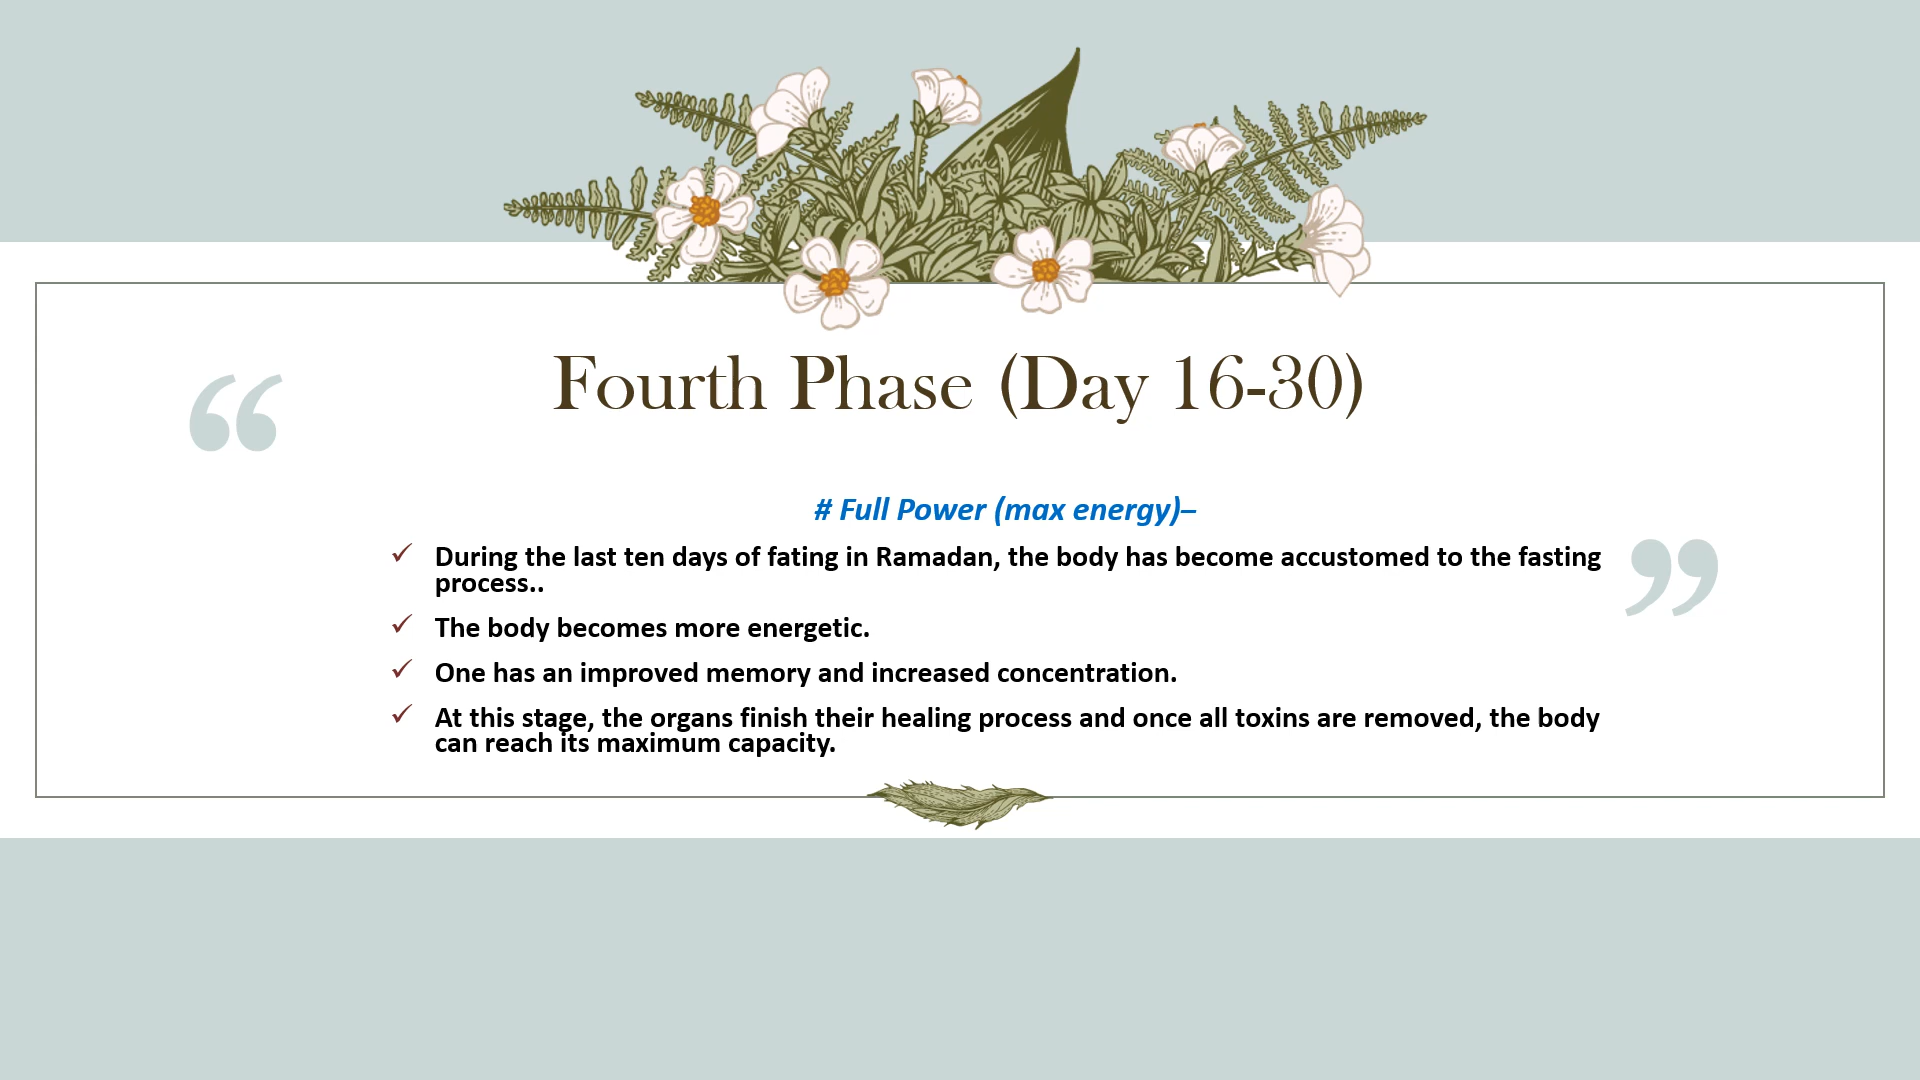 “
Fourth Phase (Day 16-30)
# Full Power (max energy)–
✓ During the last ten days of fating in Ramadan, the body has become accustomed to the fasting
process..
✓ The body becomes more energetic.
✓ One has an improved memory and increased concentration.
✓ At this stage, the organs finish their healing process and once all toxins are removed, the body
can reach its maximum capacity.
”